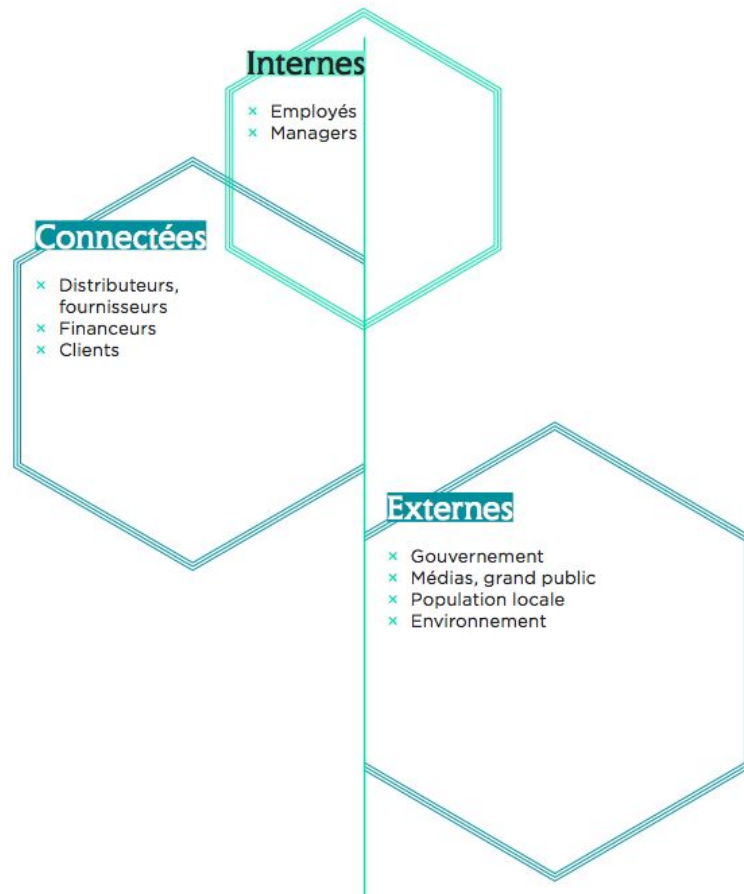 Internes
× Employés
× Managers
Connectées
× Distributeurs,
fournisseurs
× Financeurs
× Clients
Externes
× Gouvernement
× Médias, grand public
× Population locale
× Environnement